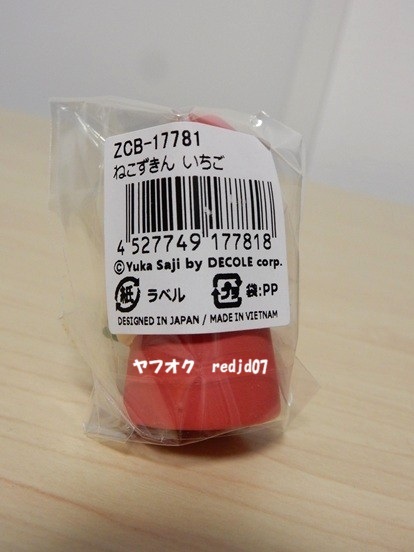 ZCB-17781
ねこずきん いちご
4 527749 177818
©Yuka Saji by DECOLE corp.
紙 ラベル プラ 袋:PP
DESIGNED IN JAPAN / MADE IN VIETNAM
ヤフオク redjd07